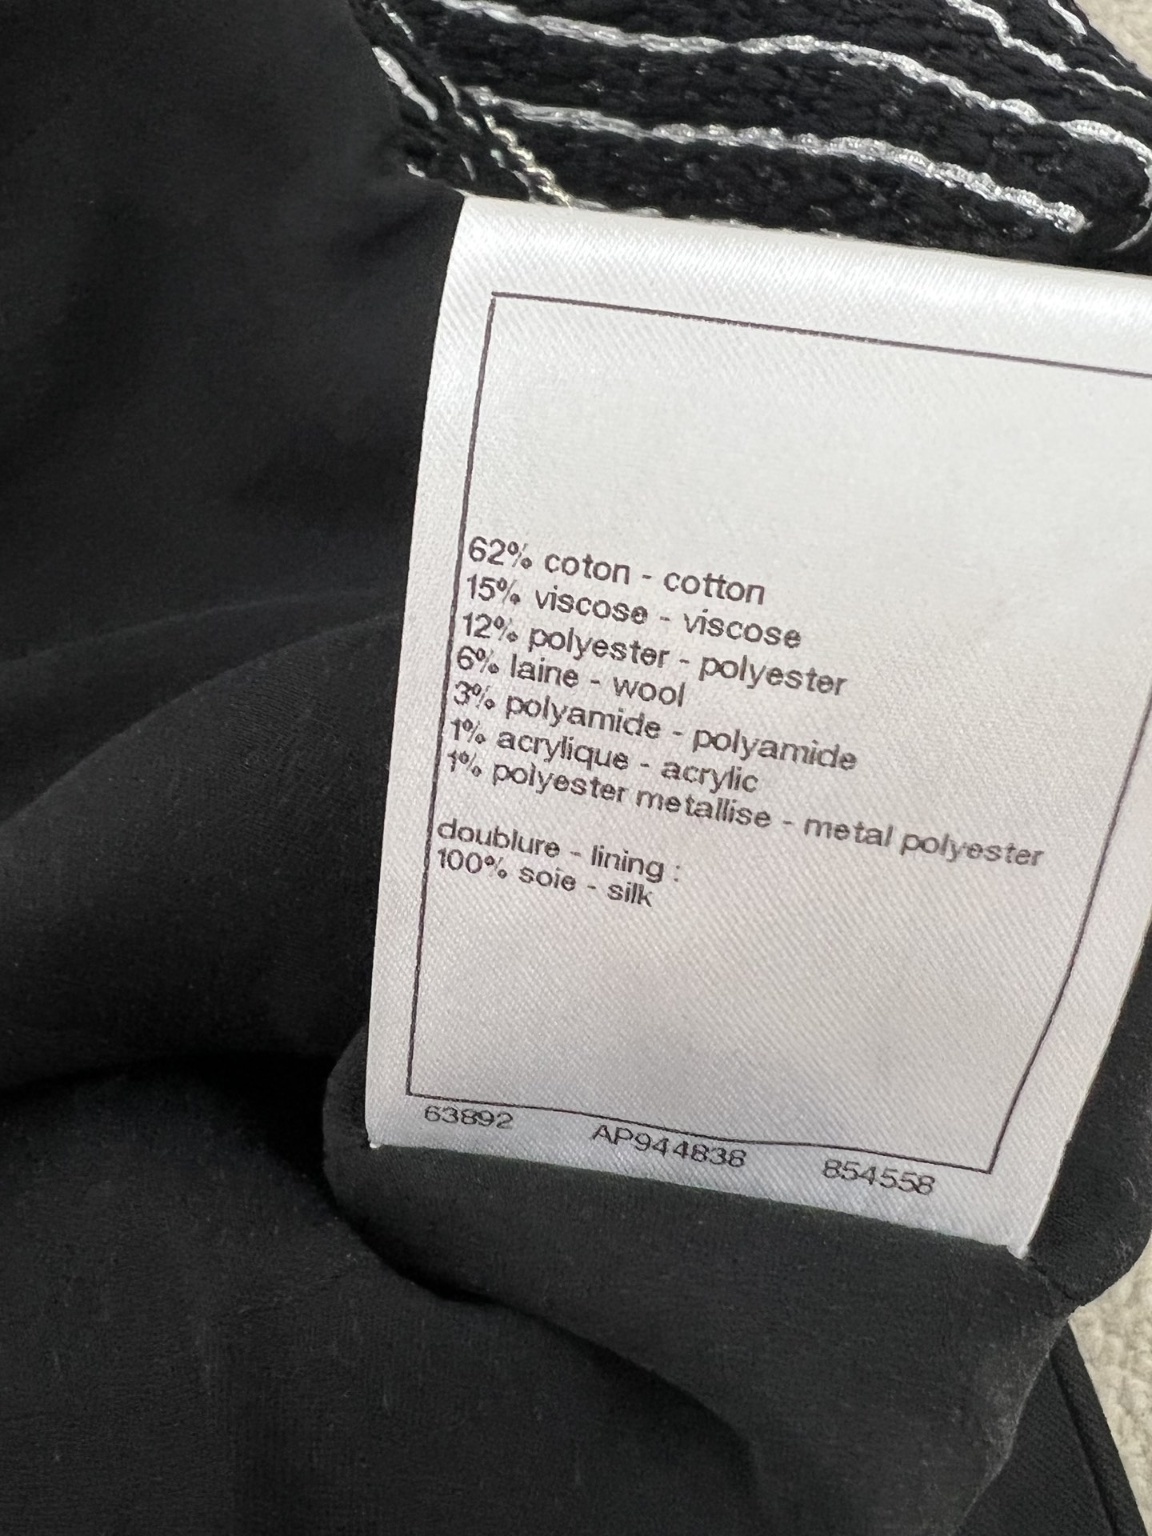 62% coton - cotton
15% viscose - viscose
12% polyester - polyester
6% laine - wool
3% polyamide - polyamide
1% acrylique - acrylic
1% polyester metallise - metal polyester
doublure - lining :
100% soie - silk
63892 AP944838 854558